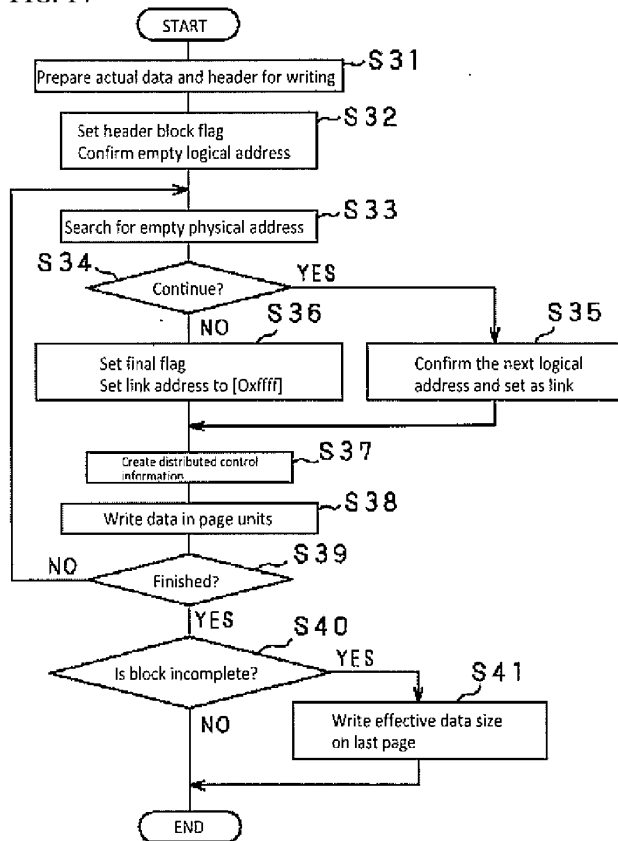 START
S31
Prepare actual data and header for writing
S32
Set header block flag
Confirm empty logical address
S33
Search for empty physical address
S34
Continue?
YES
NO
S36
Set final flag
Set link address to [0xffff]
S35
Confirm the next logical
address and set as link
S37
Create distributed control
information
S38
Write data in page units
S39
Finished?
NO
YES
S40
Is block incomplete?
YES
NO
S41
Write effective data size
on last page
END